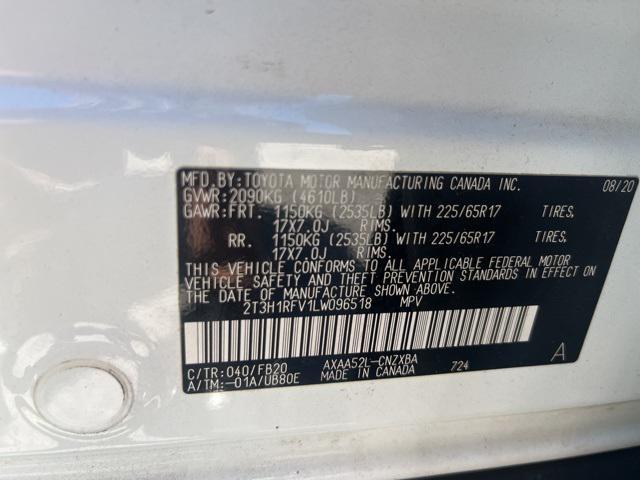 MFD.BY:TOYOTA MOTOR MANUFACTURING CANADA INC. 08/20
GVWR:2090KG (4610LB)
GAWR:FRT. 1150KG (2535LB) WITH 225/65R17 TIRES,
17X7.0J RIMS.
RR. 1150KG (2535LB) WITH 225/65R17 TIRES,
17X7.0J RIMS.
THIS VEHICLE CONFORMS TO ALL APPLICABLE FEDERAL MOTOR
VEHICLE SAFETY AND THEFT PREVENTION STANDARDS IN EFFECT
ON THE DATE OF MANUFACTURE SHOWN ABOVE.
2T3H1RFV1LW096518 MPV
C/TR:040/FB20 AXAA52L-CNZXBA 724 A
A/TM:-01A/UB80E MADE IN CANADA